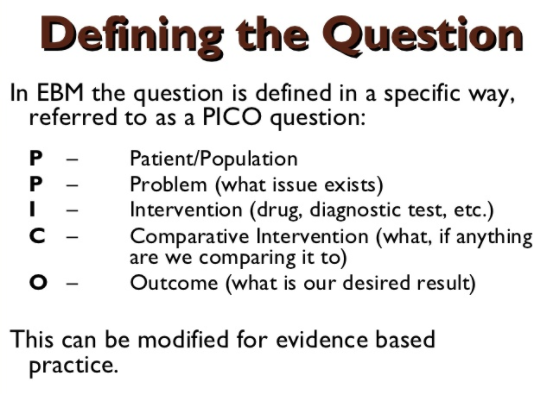 Defining the Question
In EBM the question is defined in a specific way,
referred to as a PICO question:
P – Patient/Population
P – Problem (what issue exists)
I – Intervention (drug, diagnostic test, etc.)
C – Comparative Intervention (what, if anything
are we comparing it to)
O – Outcome (what is our desired result)
This can be modified for evidence based
practice.